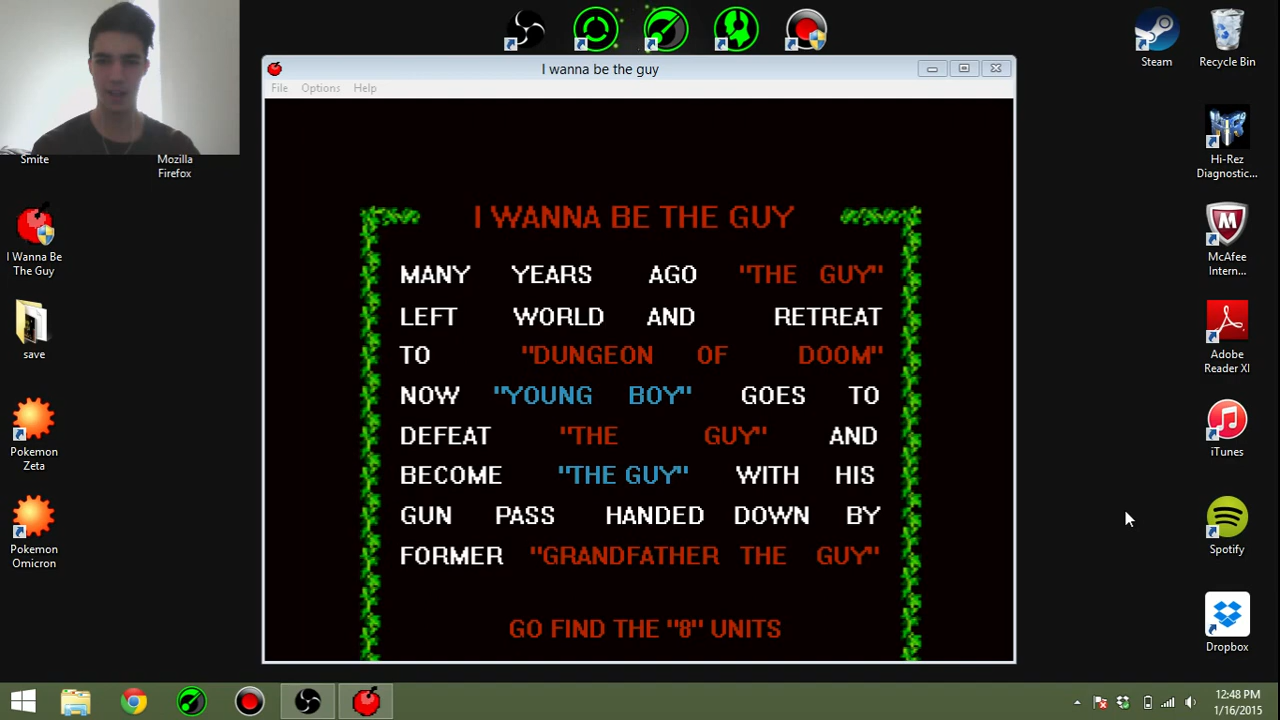 Steam
Recycle Bin
I wanna be the guy
File Options Help
Smite
Mozilla
Firefox
Hi-Rez
Diagnostic...
I Wanna Be
The Guy
McAfee
Intern...
save
Adobe
Reader XI
Pokemon
Zeta
iTunes
Pokemon
Omicron
Spotify
Dropbox
I WANNA BE THE GUY
MANY YEARS AGO "THE GUY"
LEFT WORLD AND RETREAT
TO "DUNGEON OF DOOM"
NOW "YOUNG BOY" GOES TO
DEFEAT "THE GUY" AND
BECOME "THE GUY" WITH HIS
GUN PASS HANDED DOWN BY
FORMER "GRANDFATHER THE GUY"
GO FIND THE "8" UNITS
12:48 PM
1/16/2015